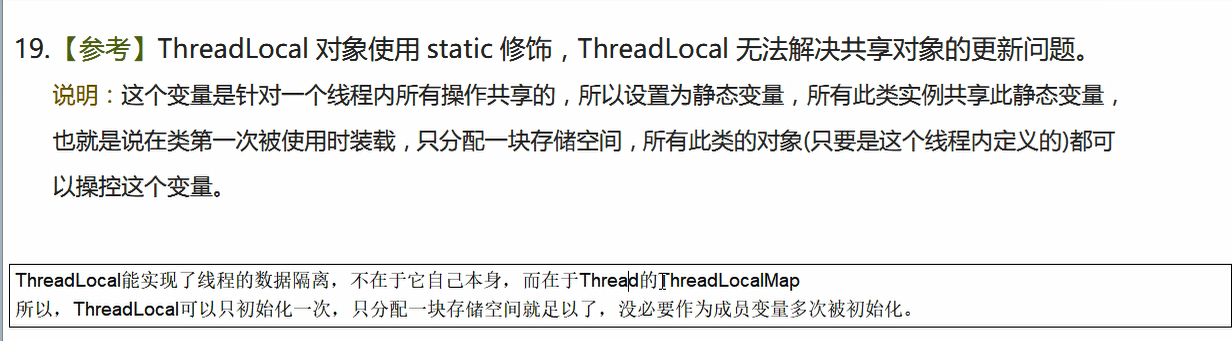 19.【参考】ThreadLocal 对象使用 static 修饰，ThreadLocal 无法解决共享对象的更新问题。
说明：这个变量是针对一个线程内所有操作共享的，所以设置为静态变量，所有此类实例共享此静态变量，
也就是说在类第一次被使用时装载，只分配一块存储空间，所有此类的对象(只要是这个线程内定义的)都可
以操控这个变量。
ThreadLocal能实现了线程的数据隔离，不在于它自己本身，而在于Thread的ThreadLocalMap
所以，ThreadLocal可以只初始化一次，只分配一块存储空间就足以了，没必要作为成员变量多次被初始化。